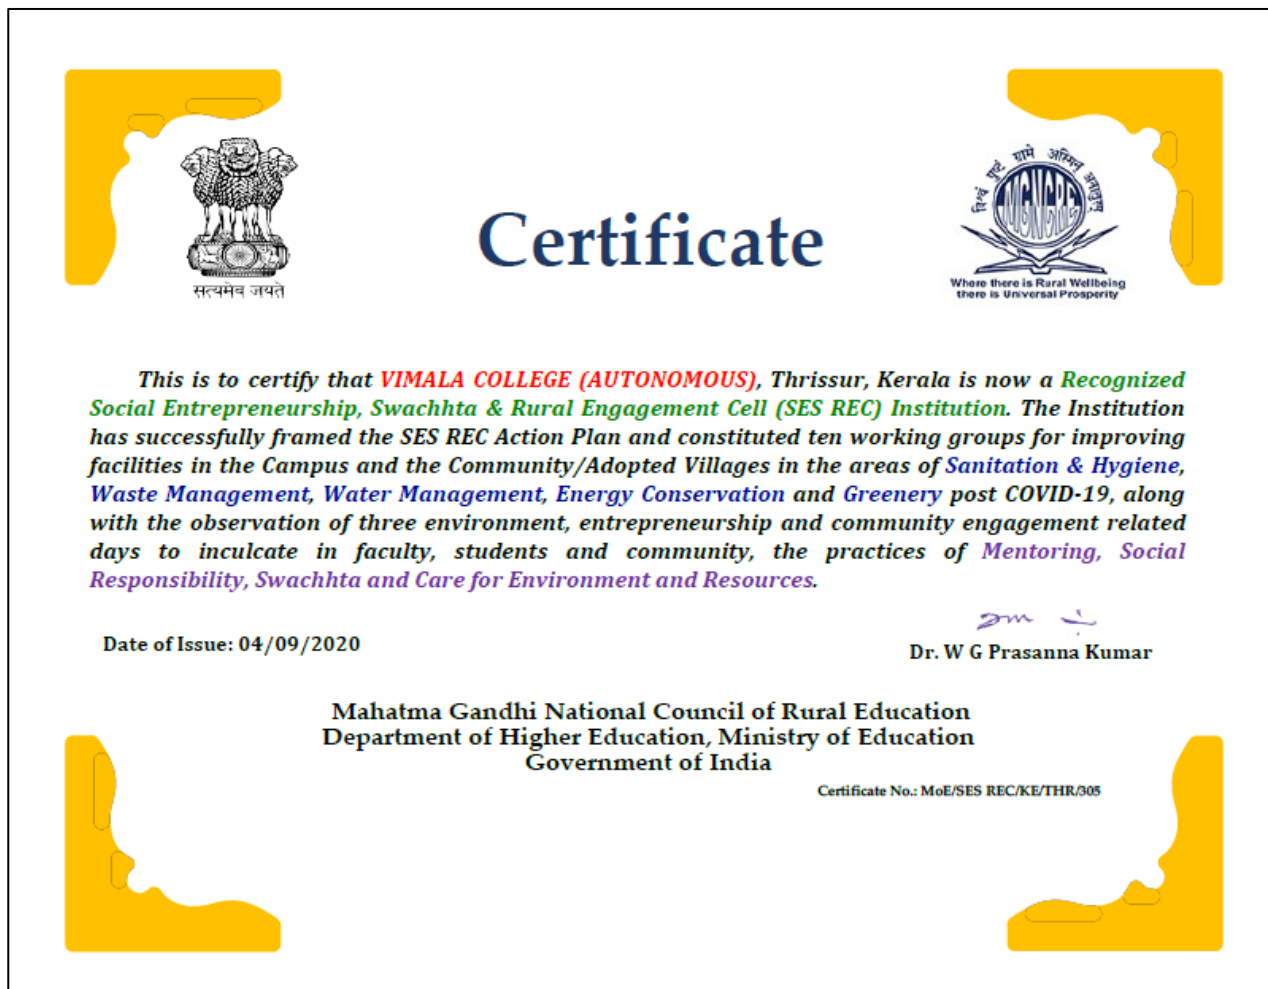 सत्यमेव जयते
विश्वं पुष्टं ग्रामे अस्मिन् अनातुरम्
MGNCRE
Where there is Rural Wellbeing
there is Universal Prosperity
Certificate
This is to certify that VIMALA COLLEGE (AUTONOMOUS), Thrissur, Kerala is now a Recognized
Social Entrepreneurship, Swachhta & Rural Engagement Cell (SES REC) Institution. The Institution
has successfully framed the SES REC Action Plan and constituted ten working groups for improving
facilities in the Campus and the Community/Adopted Villages in the areas of Sanitation & Hygiene,
Waste Management, Water Management, Energy Conservation and Greenery post COVID-19, along
with the observation of three environment, entrepreneurship and community engagement related
days to inculcate in faculty, students and community, the practices of Mentoring, Social
Responsibility, Swachhta and Care for Environment and Resources.
Date of Issue: 04/09/2020
Dr. W G Prasanna Kumar
Mahatma Gandhi National Council of Rural Education
Department of Higher Education, Ministry of Education
Government of India
Certificate No.: MoE/SES REC/KE/THR/305